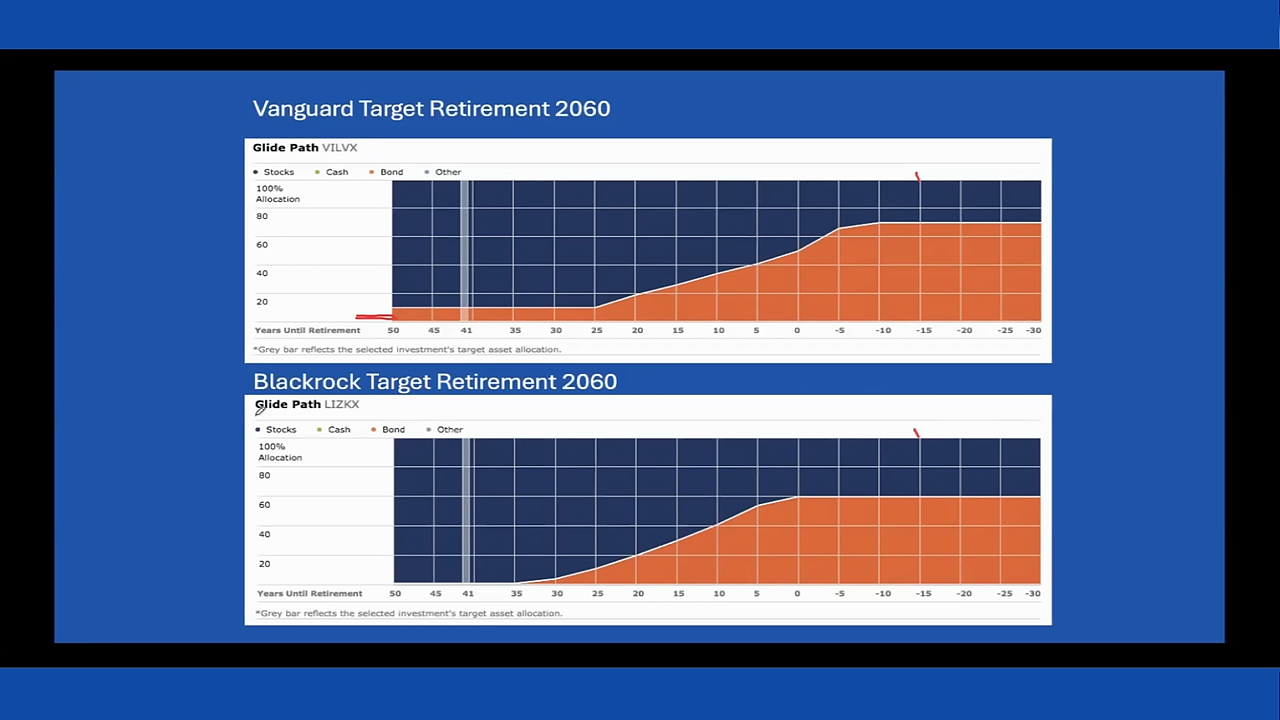 Vanguard Target Retirement 2060
Glide Path VILVX
Stocks Cash Bond Other
100%
Allocation
80
60
40
20
Years Until Retirement 50 45 41 35 30 25 20 15 10 5 0 -5 -10 -15 -20 -25 -30
*Grey bar reflects the selected investment's target asset allocation.
Blackrock Target Retirement 2060
Glide Path LIZKX
Stocks Cash Bond Other
100%
Allocation
80
60
40
20
Years Until Retirement 50 45 41 35 30 25 20 15 10 5 0 -5 -10 -15 -20 -25 -30
*Grey bar reflects the selected investment's target asset allocation.